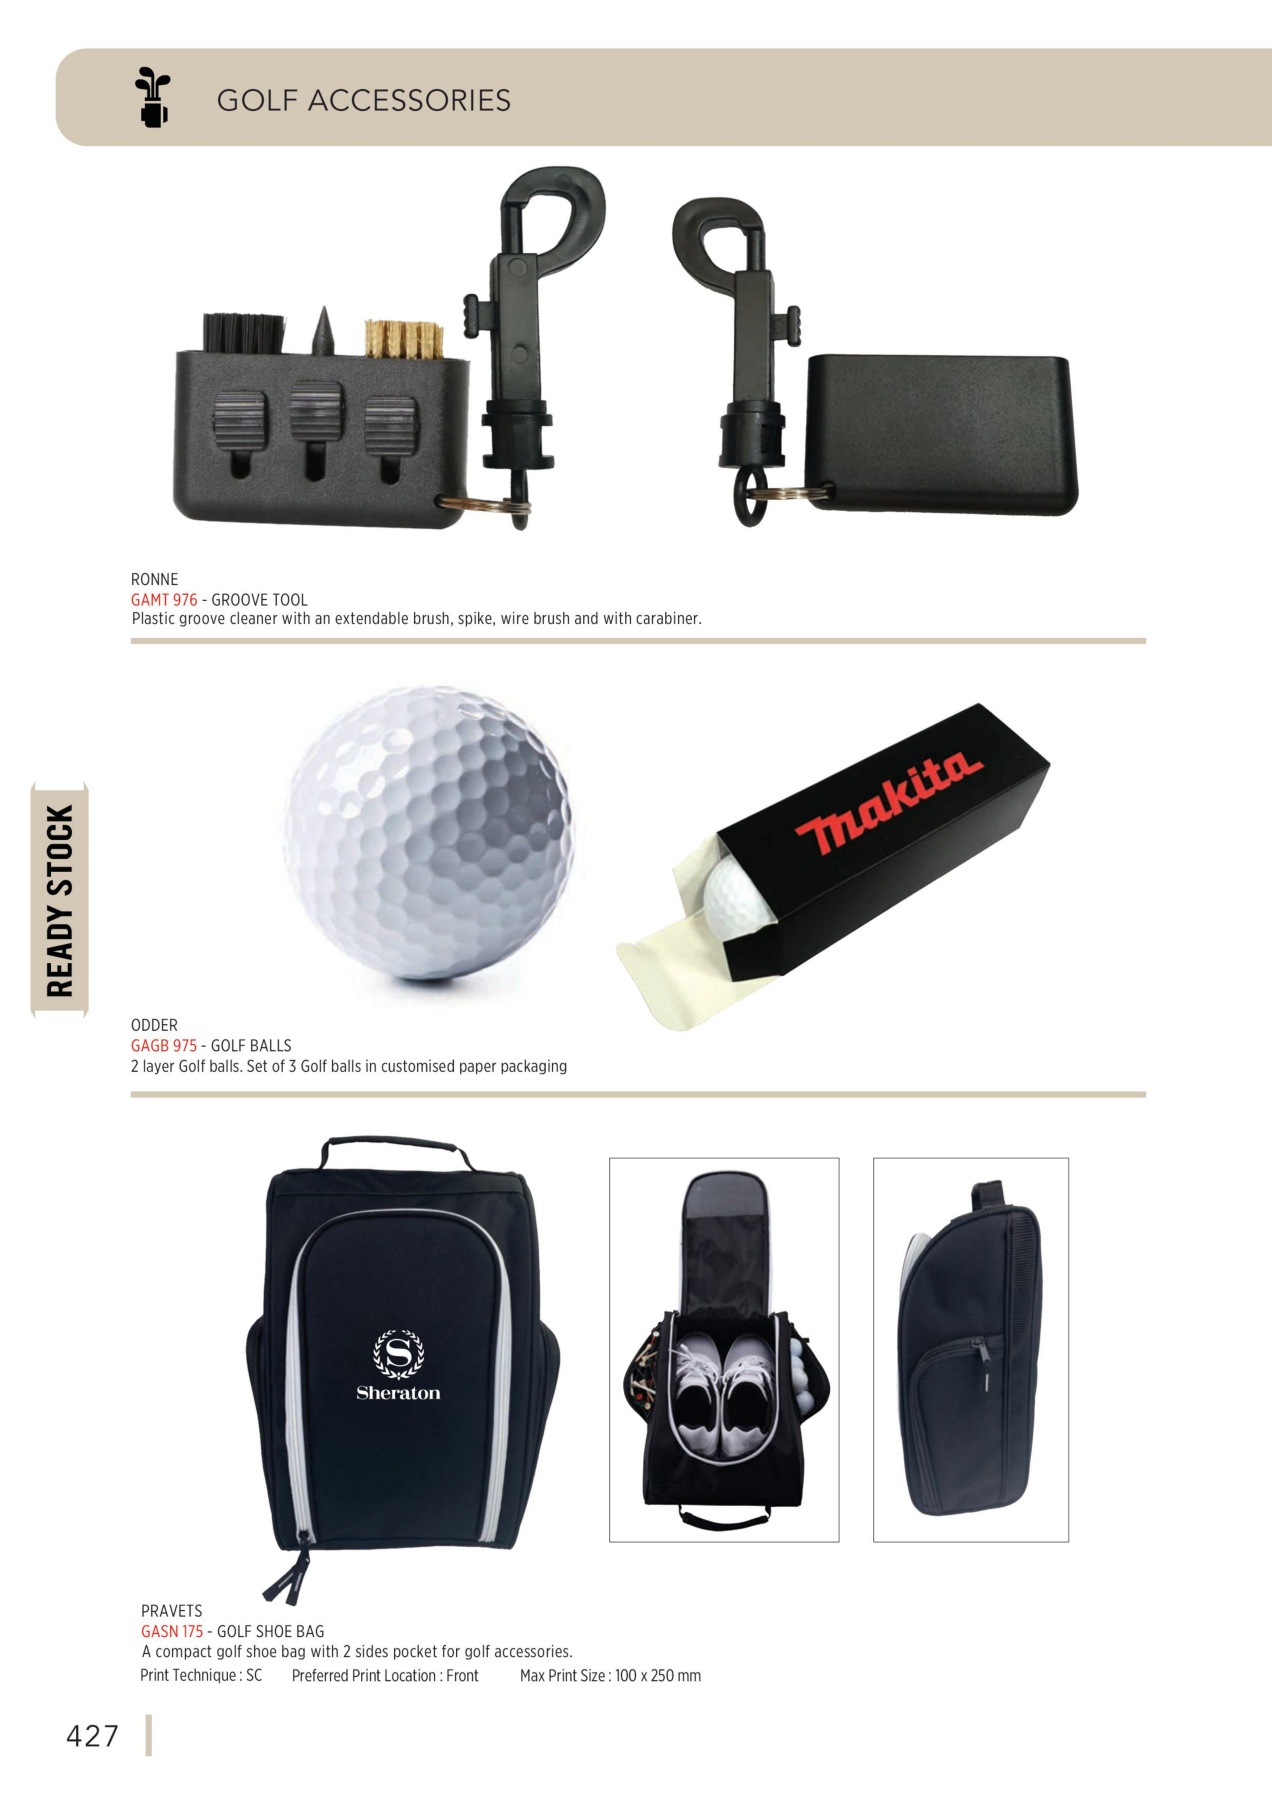 GOLF ACCESSORIES
RONNE
GAMT 976 - GROOVE TOOL
Plastic groove cleaner with an extendable brush, spike, wire brush and with carabiner.
makita
READY STOCK
ODDER
GAGB 975 - GOLF BALLS
2 layer Golf balls. Set of 3 Golf balls in customised paper packaging
S
Sheraton
PRAVETS
GASN 175 - GOLF SHOE BAG
A compact golf shoe bag with 2 sides pocket for golf accessories.
Print Technique : SC Preferred Print Location : Front Max Print Size : 100 x 250 mm
427